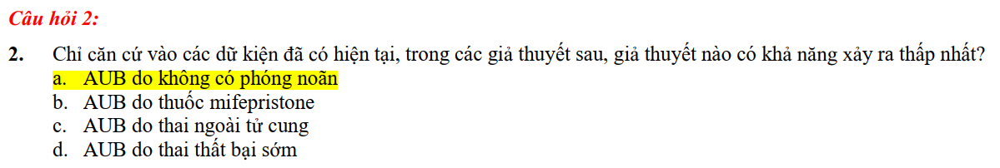 Câu hỏi 2:
2. Chỉ căn cứ vào các dữ kiện đã có hiện tại, trong các giả thuyết sau, giả thuyết nào có khả năng xảy ra thấp nhất?
a. AUB do không có phóng noãn
b. AUB do thuốc mifepristone
c. AUB do thai ngoài tử cung
d. AUB do thai thất bại sớm